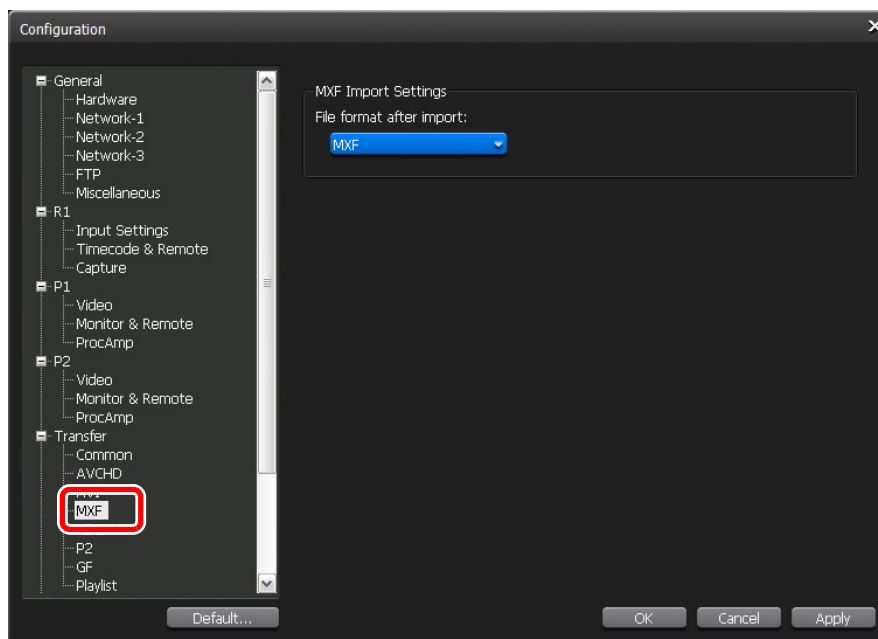 Configuration
General
Hardware
Network-1
Network-2
Network-3
FTP
Miscellaneous
R1
Input Settings
Timecode & Remote
Capture
P1
Video
Monitor & Remote
ProcAmp
P2
Video
Monitor & Remote
ProcAmp
Transfer
Common
AVCHD
MXF
P2
GF
Playlist
Default...
MXF Import Settings
File format after import:
MXF
OK
Cancel
Apply